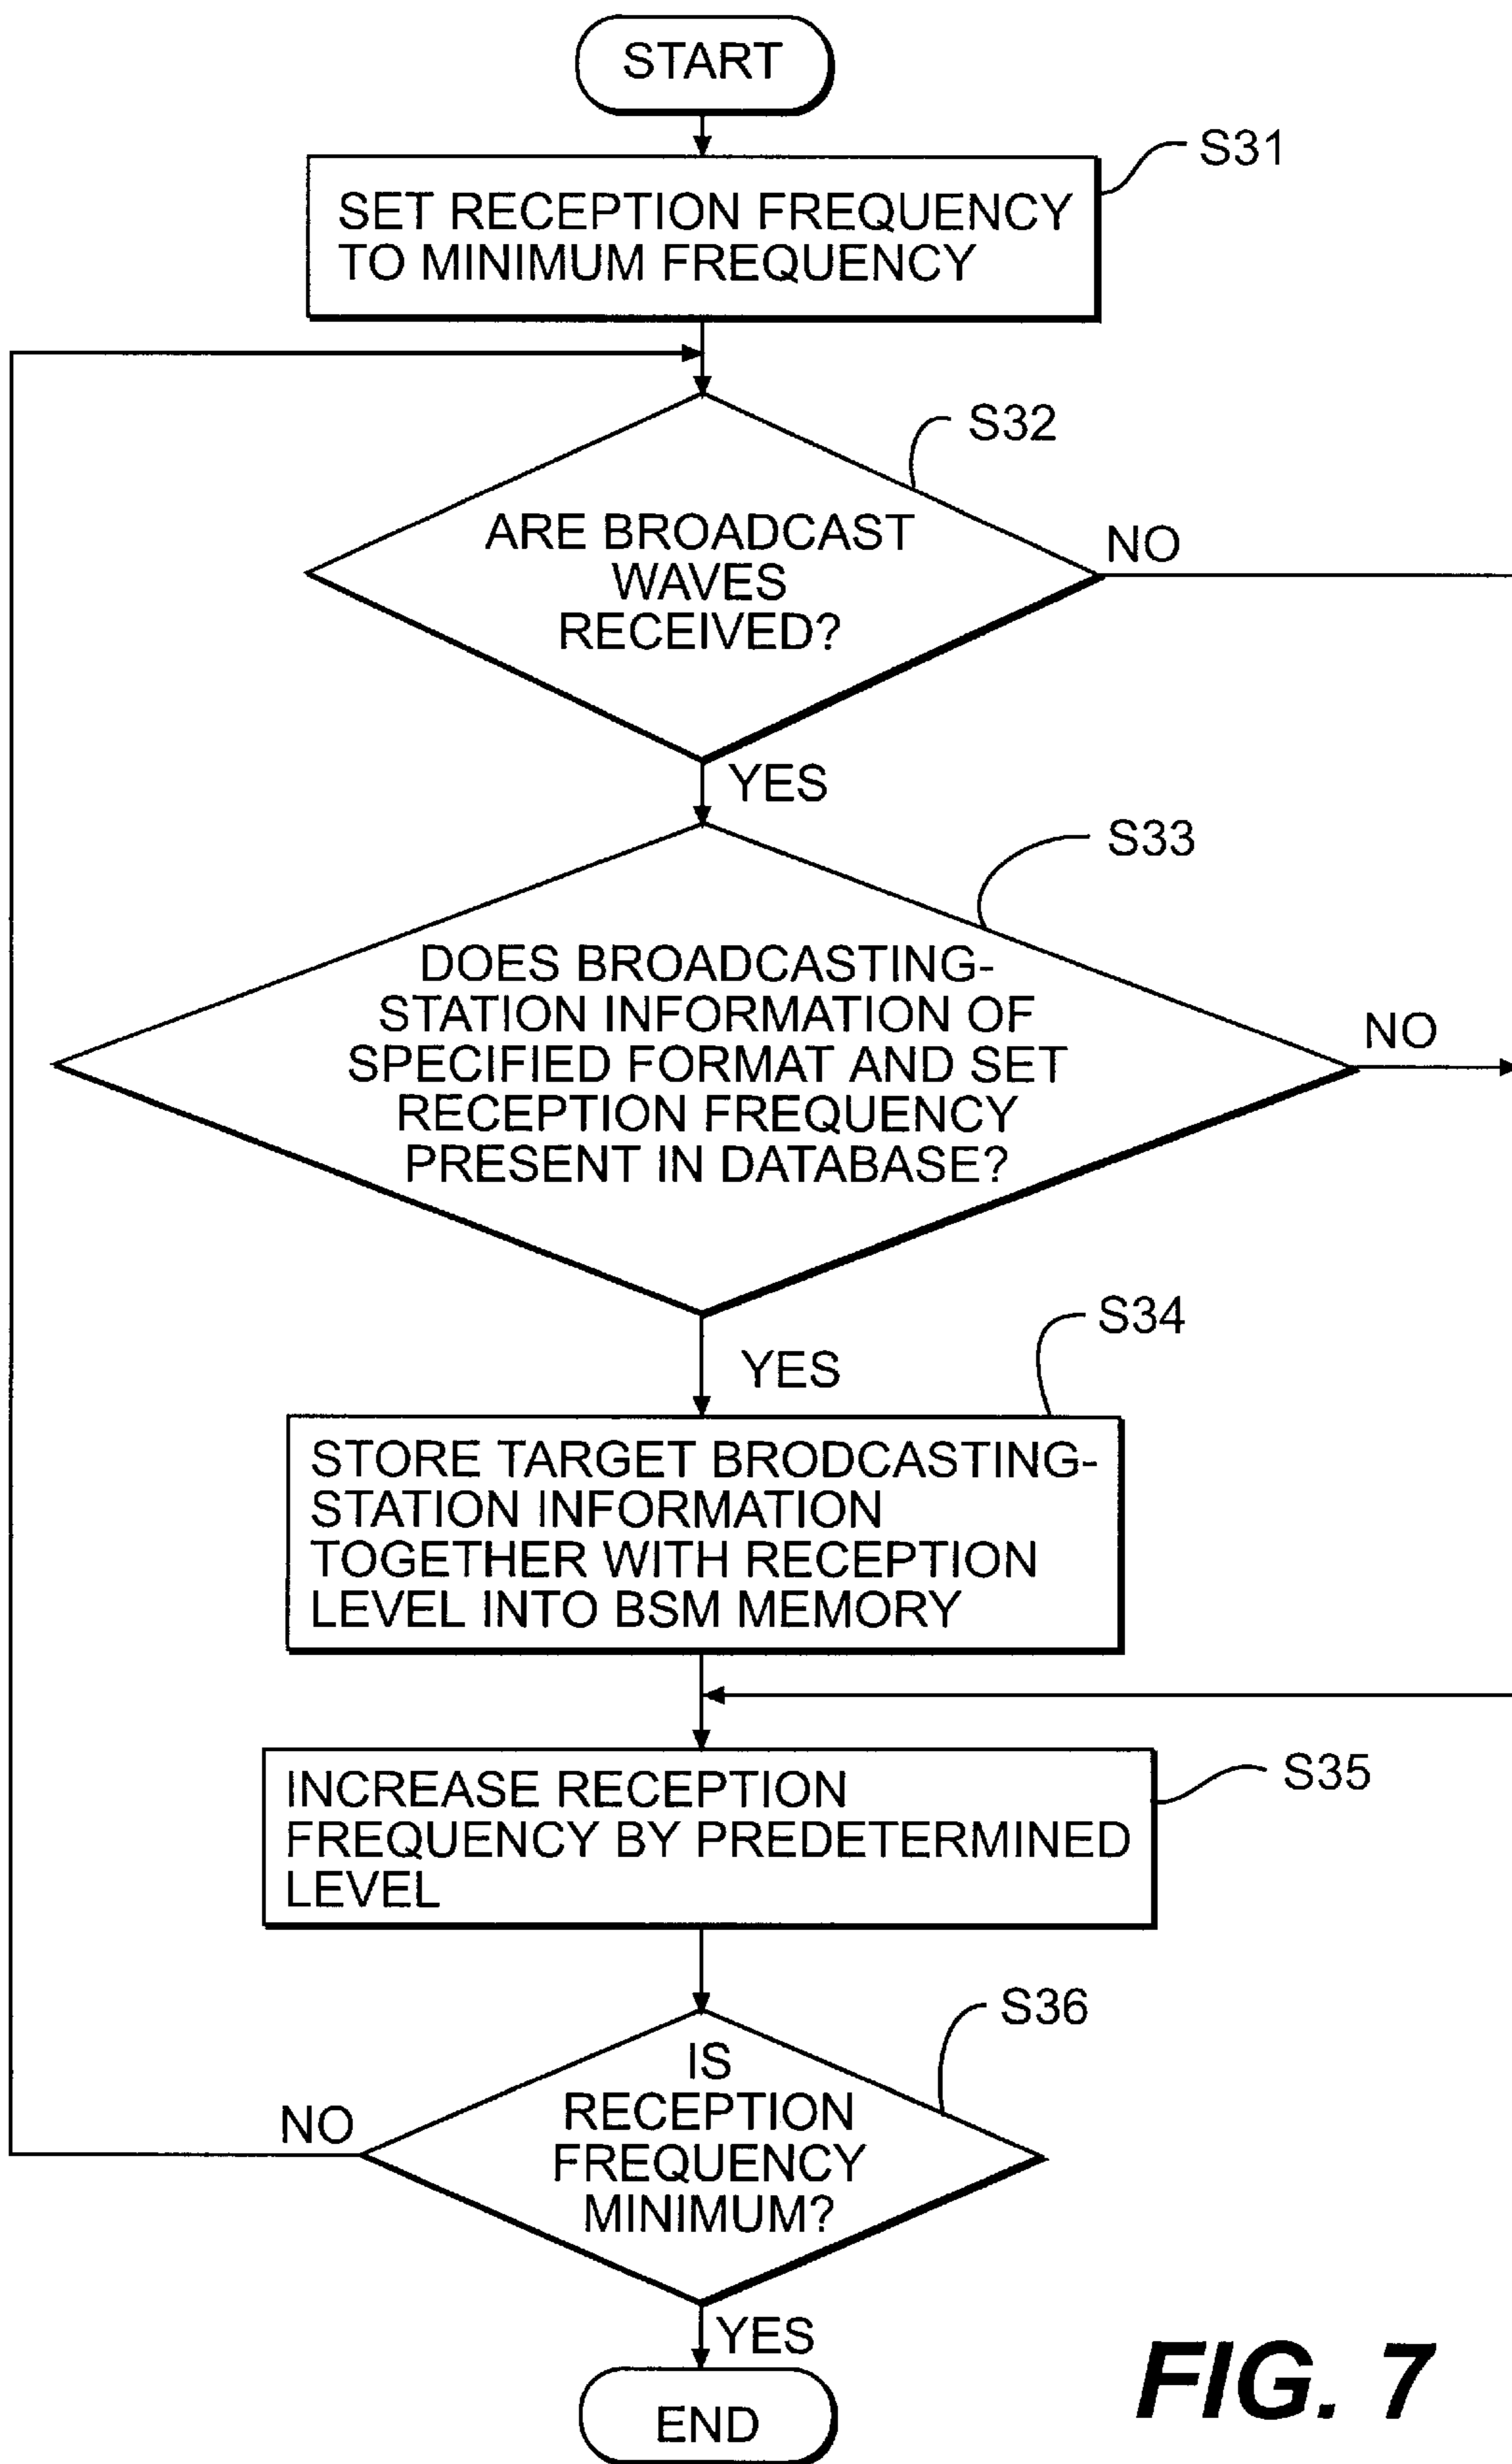 START
S31
SET RECEPTION FREQUENCY
TO MINIMUM FREQUENCY
S32
ARE BROADCAST
WAVES
RECEIVED?
NO
YES
S33
DOES BROADCASTING-
STATION INFORMATION OF
SPECIFIED FORMAT AND SET
RECEPTION FREQUENCY
PRESENT IN DATABASE?
NO
YES
S34
STORE TARGET BRODCASTING-
STATION INFORMATION
TOGETHER WITH RECEPTION
LEVEL INTO BSM MEMORY
S35
INCREASE RECEPTION
FREQUENCY BY PREDETERMINED
LEVEL
S36
IS
RECEPTION
FREQUENCY
MINIMUM?
NO
YES
END
FIG. 7